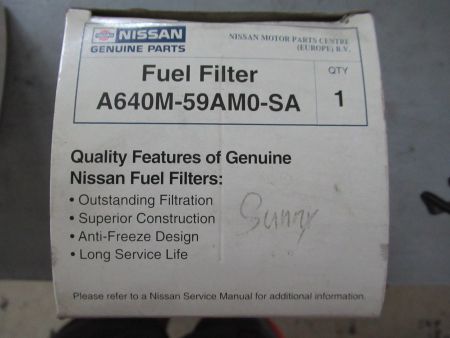 NISSAN
GENUINE PARTS
NISSAN MOTOR PARTS CENTRE
(EUROPE) B.V.
Fuel Filter
A640M-59AM0-SA
QTY
1
Quality Features of Genuine
Nissan Fuel Filters:
• Outstanding Filtration
• Superior Construction
• Anti-Freeze Design
• Long Service Life
Sunny
Please refer to a Nissan Service Manual for additional information.